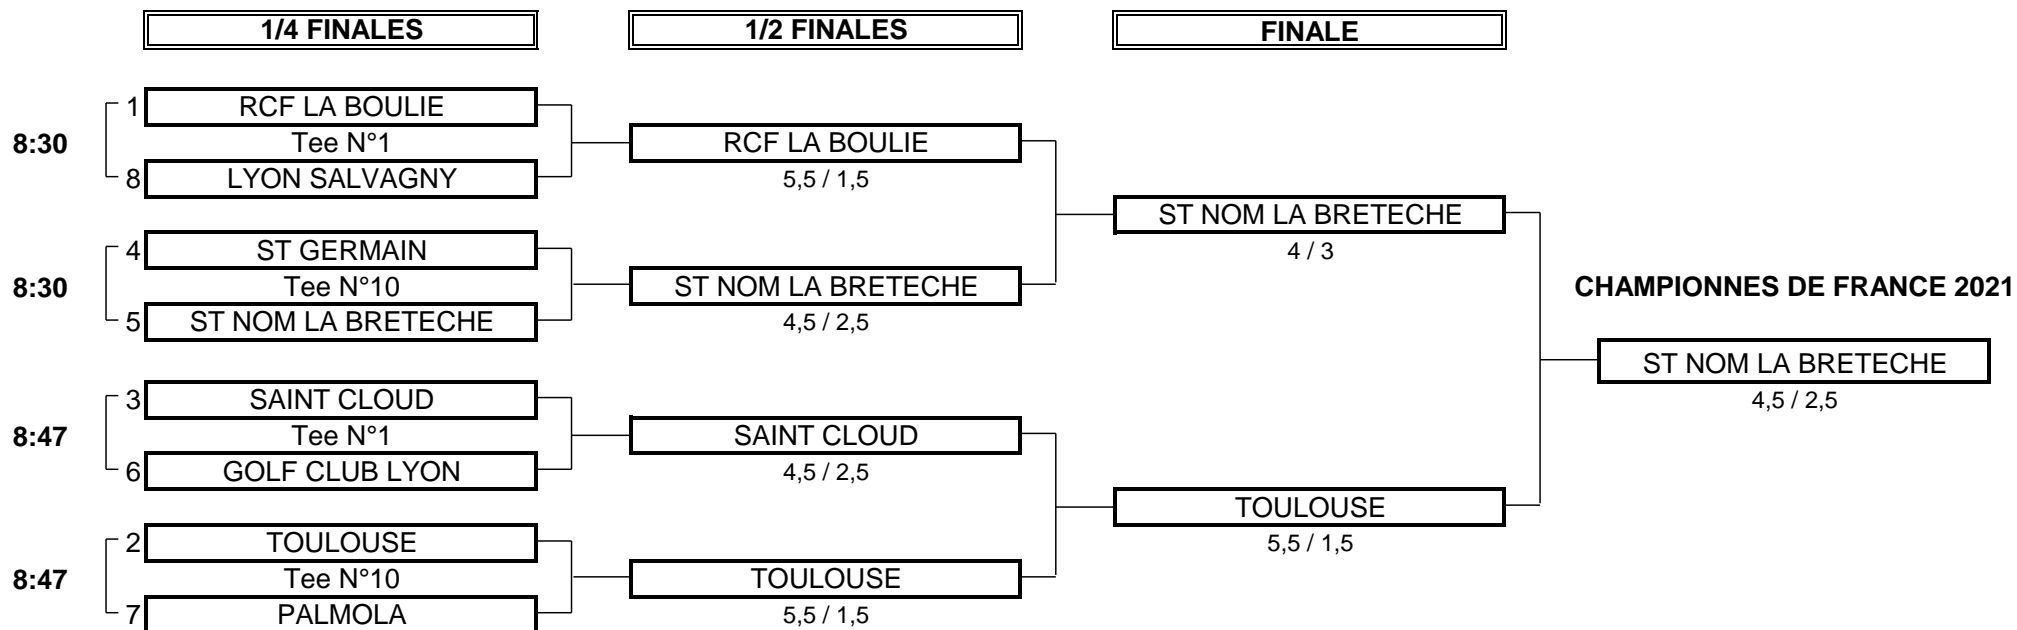 1/4 FINALES
1/2 FINALES
FINALE
1 RCF LA BOULIE
8:30 Tee N°1
8 LYON SALVAGNY
RCF LA BOULIE
5,5 / 1,5
4 ST GERMAIN
8:30 Tee N°10
5 ST NOM LA BRETECHE
ST NOM LA BRETECHE
4,5 / 2,5
ST NOM LA BRETECHE
4 / 3
3 SAINT CLOUD
8:47 Tee N°1
6 GOLF CLUB LYON
SAINT CLOUD
4,5 / 2,5
2 TOULOUSE
8:47 Tee N°10
7 PALMOLA
TOULOUSE
5,5 / 1,5
TOULOUSE
5,5 / 1,5
CHAMPIONNES DE FRANCE 2021
ST NOM LA BRETECHE
4,5 / 2,5